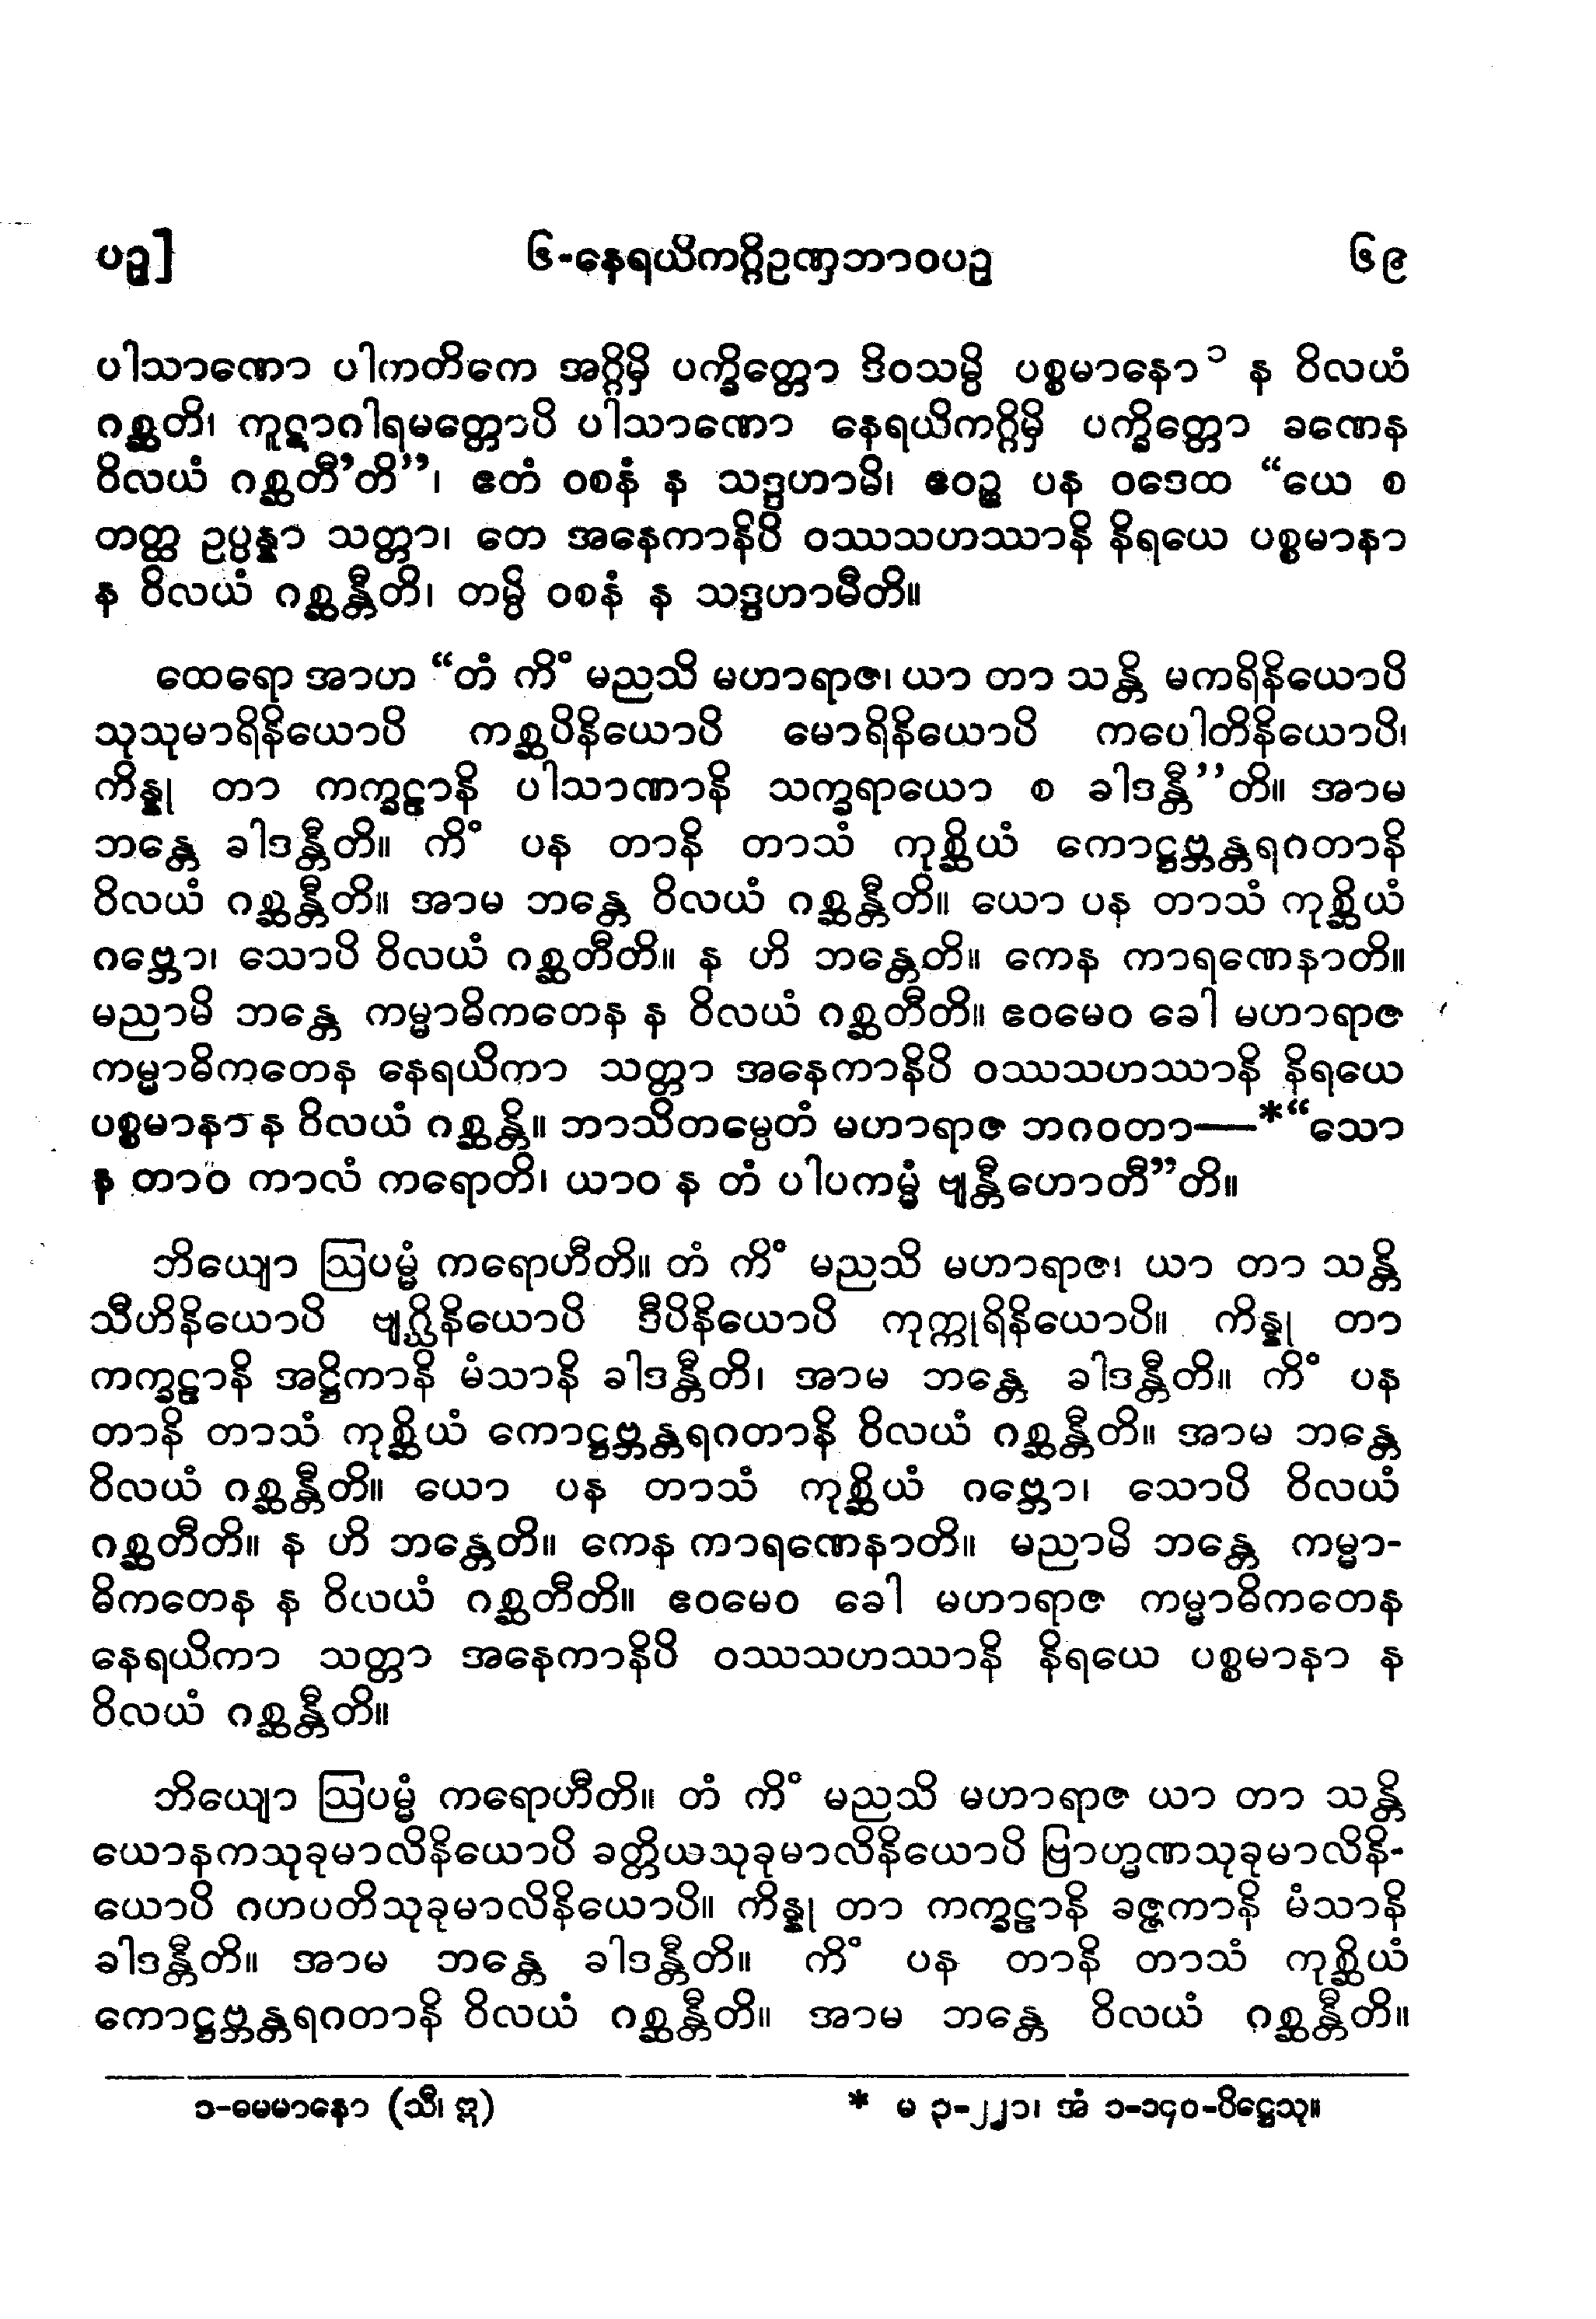 ပဥှ] ၆-နေရယိကဂ္ဂိဥဏှဘာဝပဥှ ၆၉
ပါသာဏော ပါကတိကေ အဂ္ဂိမှိ ပက္ခိတ္တော ဒိဝသမ္ပိ ပစ္စမာနော ၁ န ဝိလယံ
ဂစ္ဆတိ၊ ကူဋာဂါရမတ္တောပိ ပါသာဏော နေရယိကဂ္ဂိမှိ ပက္ခိတ္တော ခဏေန
ဝိလယံ ဂစ္ဆတီ’တိ”၊ ဧတံ ဝစနံ န သဒ္ဒဟာမိ၊ ဧဝဉ္စ ပန ဝဒေထ “ယေ စ
တတ္ထ ဥပ္ပန္နာ သတ္တာ၊ တေ အနေကာနိပိ ဝဿသဟဿာနိ နိရယေ ပစ္စမာနာ
န ဝိလယံ ဂစ္ဆန္တီတိ၊ တမ္ပိ ဝစနံ န သဒ္ဒဟာမီတိ။
ထေရော အာဟ “တံ ကိံ မညသိ မဟာရာဇ၊ ယာ တာ သန္တိ မကရိနိယောပိ
သုသုမာရိနိယောပိ ကစ္ဆပိနိယောပိ မောရိနိယောပိ ကပေါတိနိယောပိ၊
ကိန္နု တာ ကက္ခဠာနိ ပါသာဏာနိ သက္ခရာယော စ ခါဒန္တီ’’တိ။ အာမ
ဘန္တေ ခါဒန္တီတိ။ ကိံ ပန တာနိ တာသံ ကုစ္ဆိယံ ကောဋ္ဌဗ္ဘန္တရဂတာနိ
ဝိလယံ ဂစ္ဆန္တီတိ။ အာမ ဘန္တေ ဝိလယံ ဂစ္ဆန္တီတိ။ ယော ပန တာသံ ကုစ္ဆိယံ
ဂဗ္ဘော၊ သောပိ ဝိလယံ ဂစ္ဆတီတိ။ န ဟိ ဘန္တေတိ။ ကေန ကာရဏေနာတိ။
မညာမိ ဘန္တေ ကမ္မာဓိကတေန န ဝိလယံ ဂစ္ဆတီတိ။ ဧဝမေဝ ခေါ မဟာရာဇ
ကမ္မာဓိကတေန နေရယိကာ သတ္တာ အနေကာနိပိ ဝဿသဟဿာနိ နိရယေ
ပစ္စမာနာ န ဝိလယံ ဂစ္ဆန္တိ။ ဘာသိတမ္ပေတံ မဟာရာဇ ဘဂဝတာ—*“သော
န တာဝ ကာလံ ကရောတိ၊ ယာဝ န တံ ပါပကမ္မံ ဗျန္တီဟောတီ”တိ။
ဘိယျော ဩပမ္မံ ကရောဟီတိ။ တံ ကိံ မညသိ မဟာရာဇ၊ ယာ တာ သန္တိ
သီဟိနိယောပိ ဗျဂ္ဃိနိယောပိ ဒီပိနိယောပိ ကုက္ကုရိနိယောပိ။ ကိန္နု တာ
ကက္ခဠာနိ အဋ္ဌိကာနိ မံသာနိ ခါဒန္တီတိ၊ အာမ ဘန္တေ ခါဒန္တီတိ။ ကိံ ပန
တာနိ တာသံ ကုစ္ဆိယံ ကောဋ္ဌဗ္ဘန္တရဂတာနိ ဝိလယံ ဂစ္ဆန္တီတိ။ အာမ ဘန္တေ
ဝိလယံ ဂစ္ဆန္တီတိ။ ယော ပန တာသံ ကုစ္ဆိယံ ဂဗ္ဘော၊ သောပိ ဝိလယံ
ဂစ္ဆတီတိ။ န ဟိ ဘန္တေတိ။ ကေန ကာရဏေနာတိ။ မညာမိ ဘန္တေ ကမ္မာ-
ဓိကတေန န ဝိလယံ ဂစ္ဆတီတိ။ ဧဝမေဝ ခေါ မဟာရာဇ ကမ္မာဓိကတေန
နေရယိကာ သတ္တာ အနေကာနိပိ ဝဿသဟဿာနိ နိရယေ ပစ္စမာနာ န
ဝိလယံ ဂစ္ဆန္တီတိ။
ဘိယျော ဩပမ္မံ ကရောဟီတိ။ တံ ကိံ မညသိ မဟာရာဇ ယာ တာ သန္တိ
ယောနကသုခုမာလိနိယောပိ ခတ္တိယသုခုမာလိနိယောပိ ဗြာဟ္မဏသုခုမာလိနိ-
ယောပိ ဂဟပတိသုခုမာလိနိယောပိ။ ကိန္နု တာ ကက္ခဠာနိ ခဇ္ဇကာနိ မံသာနိ
ခါဒန္တီတိ။ အာမ ဘန္တေ ခါဒန္တီတိ။ ကိံ ပန တာနိ တာသံ ကုစ္ဆိယံ
ကောဋ္ဌဗ္ဘန္တရဂတာနိ ဝိလယံ ဂစ္ဆန္တီတိ။ အာမ ဘန္တေ ဝိလယံ ဂစ္ဆန္တီတိ။
၁-ဓမမာနော (သီ၊ ဣ) * မ ၃-၂၂၁၊ အံ ၁-၁၄၀-ပိဋ္ဌေသု။